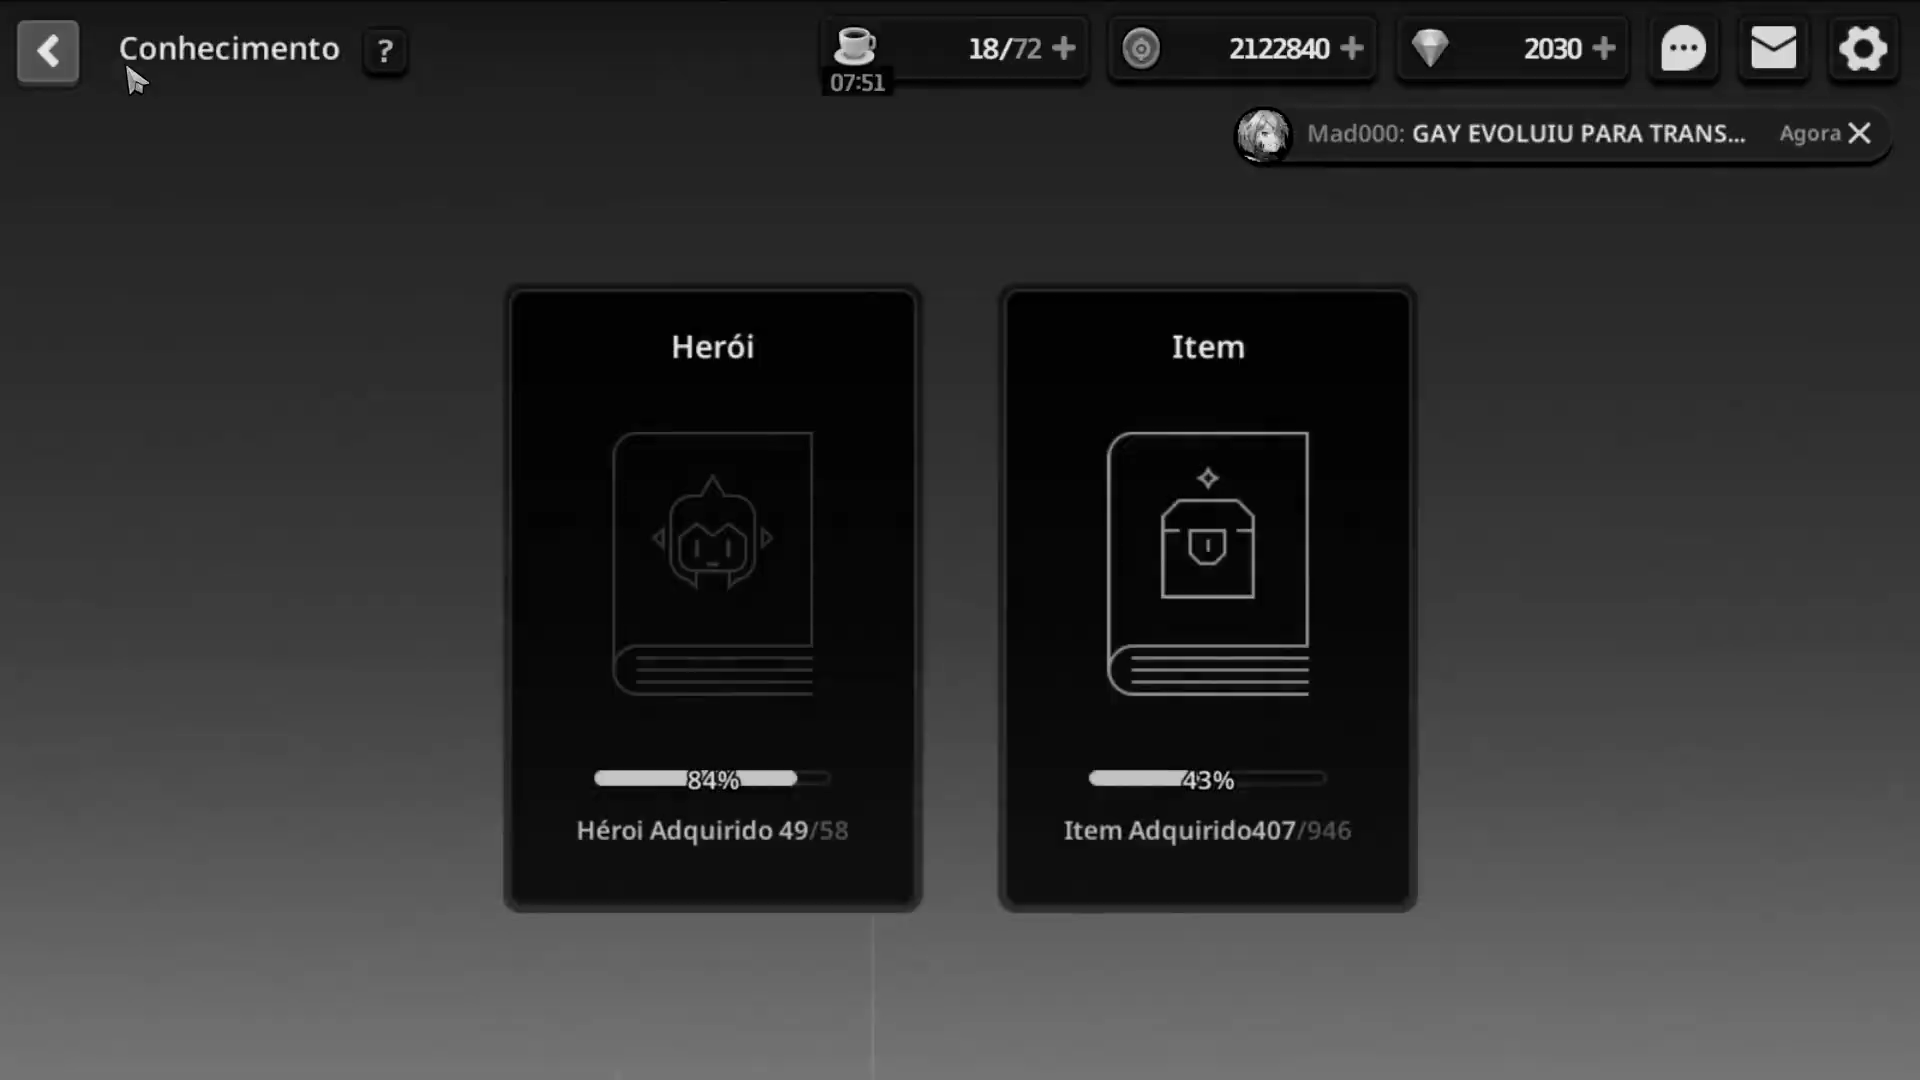 Conhecimento ?
18/72 +
2122840 +
2030 +
07:51
Mad000: GAY EVOLUIU PARA TRANS... Agora
Herói
Item
84%
43%
Héroi Adquirido 49/58
Item Adquirido407/946